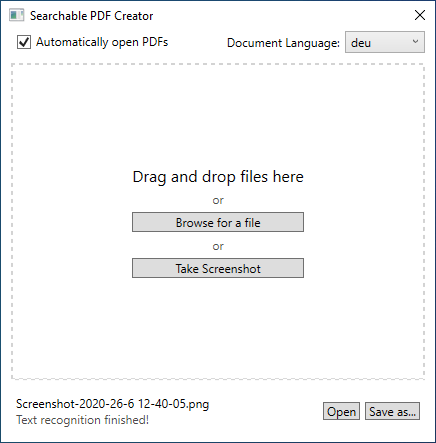 Searchable PDF Creator
Automatically open PDFs
Document Language: deu
Drag and drop files here
or
Browse for a file
or
Take Screenshot
Screenshot-2020-26-6 12-40-05.png
Text recognition finished!
Open Save as...